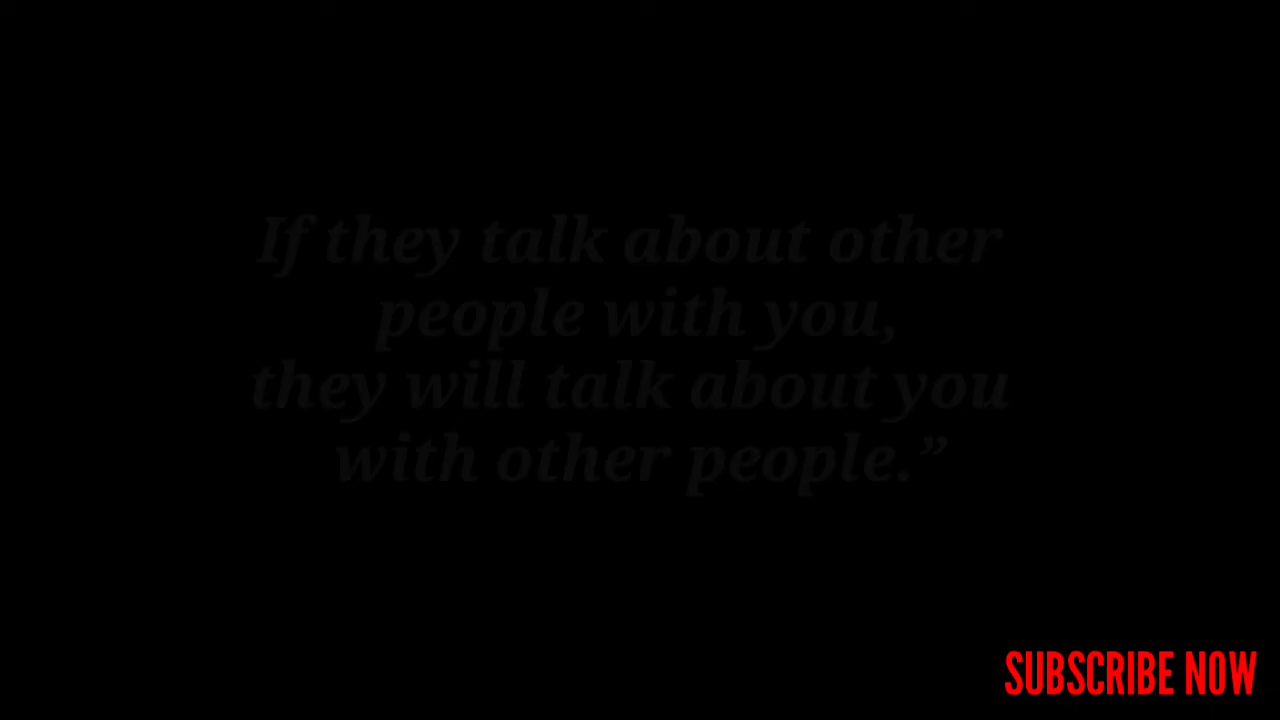 If they talk about other
people with you,
they will talk about you
with other people.”
SUBSCRIBE NOW